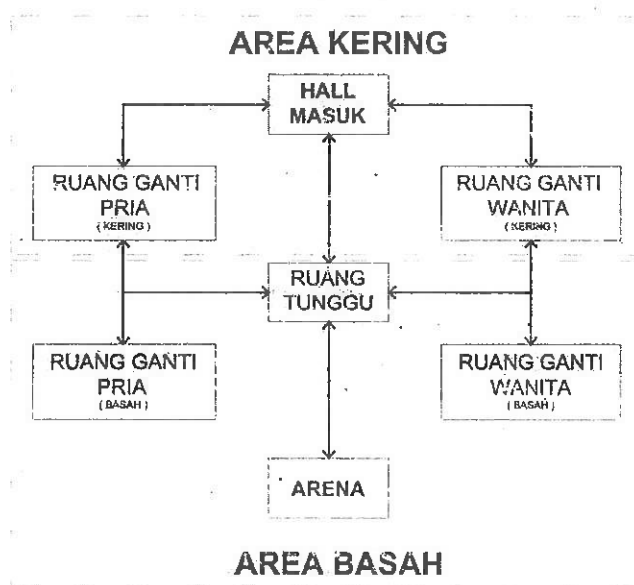 AREA KERING
HALL
MASUK
RUANG GANTI
PRIA
( KERING )
RUANG GANTI
WANITA
( KERING )
RUANG
TUNGGU
RUANG GANTI
PRIA
( BASAH )
RUANG GANTI
WANITA
( BASAH )
ARENA
AREA BASAH